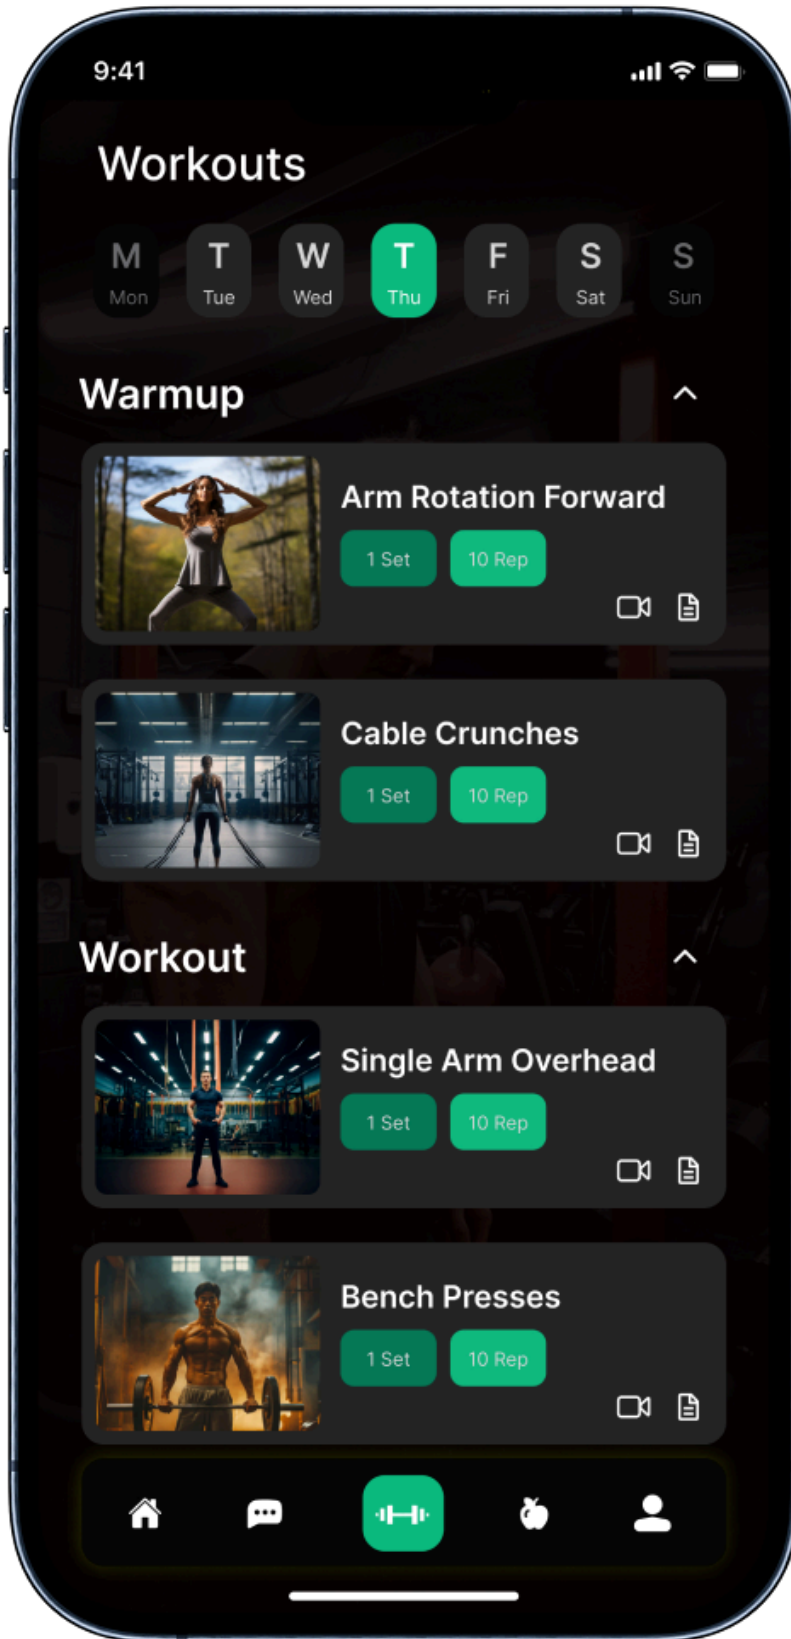 9:41
Workouts
M T W T F S S
Mon Tue Wed Thu Fri Sat Sun
Warmup
Arm Rotation Forward
1 Set 10 Rep
Cable Crunches
1 Set 10 Rep
Workout
Single Arm Overhead
1 Set 10 Rep
Bench Presses
1 Set 10 Rep